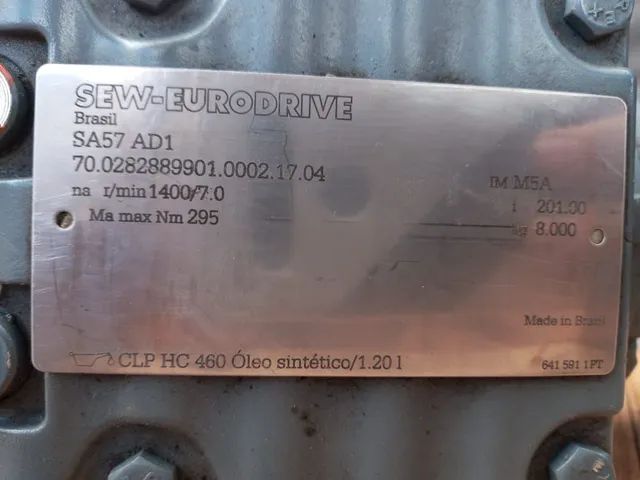 SEW-EURODRIVE
Brasil
SA57 AD1
70.0282889901.0002.17.04
na r/min 1400/7.0
IM M5A
i 201.00
Ma max Nm 295
kg 8.000
Made in Brasil
CLP HC 460 Óleo sintético/1.20 l
641 591 1 PT